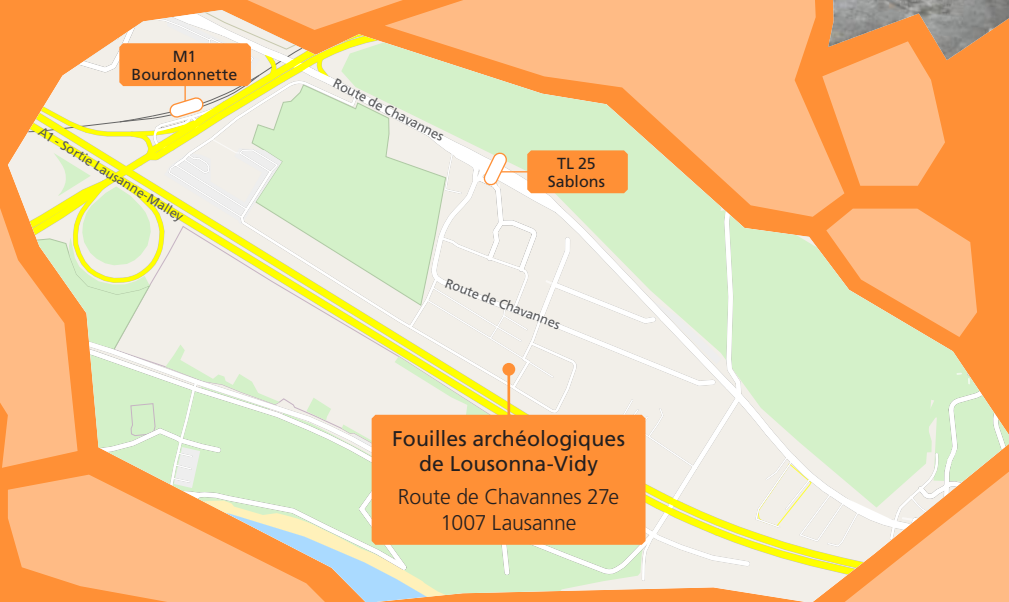 M1
Bourdonnette
Route de Chavannes
A1 - Sortie Lausanne-Malley
TL 25
Sablons
Route de Chavannes
Fouilles archéologiques
de Lousonna-Vidy
Route de Chavannes 27e
1007 Lausanne